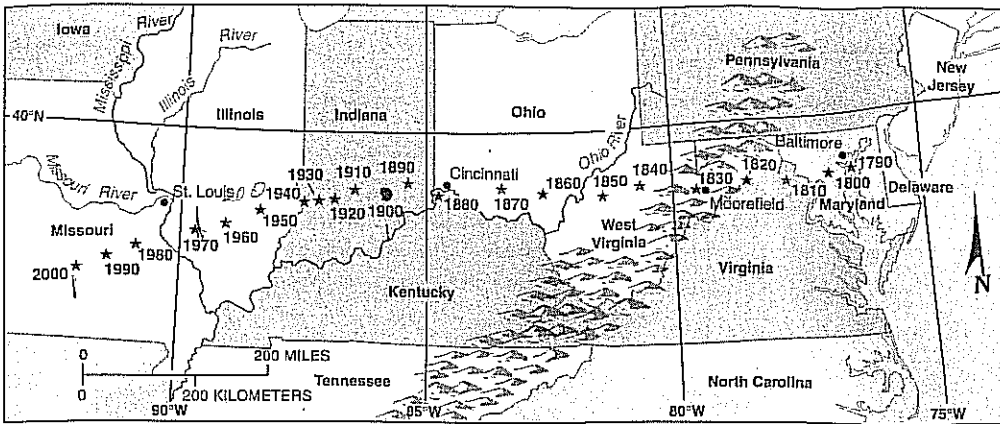 Iowa
Mississippi
River
River
Illinois
Illinois
Indiana
Ohio
Pennsylvania
New
Jersey
40°N
Missouri
River
St. Louis
Ohio River
Cincinnati
Baltimore
Moorefield
Maryland
Delaware
Missouri
West
Virginia
Virginia
Kentucky
Tennessee
North Carolina
2000
1990
1980
1970
1960
1950
1940
1930
1920
1910
1900
1890
1880
1870
1860
1850
1840
1830
1820
1810
1800
1790
N
0
200 MILES
0
200 KILOMETERS
90°W
85°W
80°W
75°W